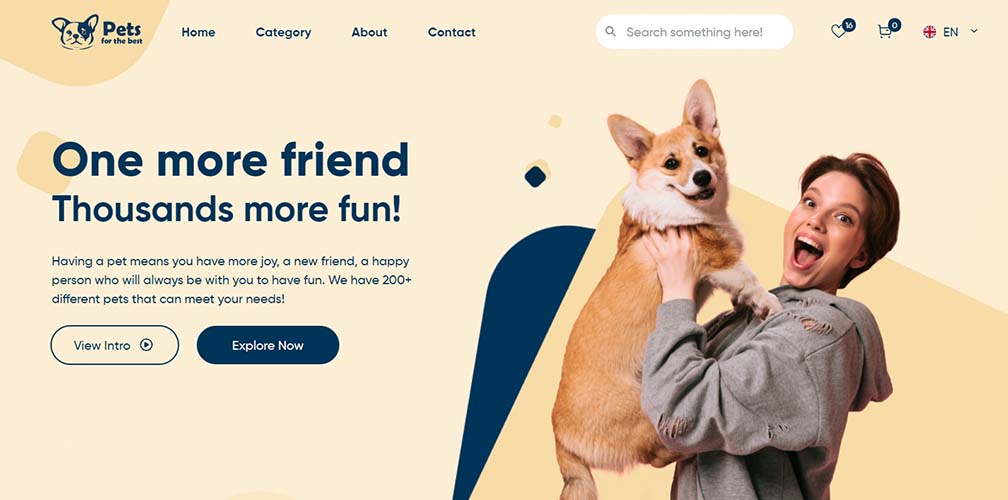 Pets
for the best
Home
Category
About
Contact
Search something here!
16
0
EN
One more friend
Thousands more fun!
Having a pet means you have more joy, a new friend, a happy
person who will always be with you to have fun. We have 200+
different pets that can meet your needs!
View Intro
Explore Now